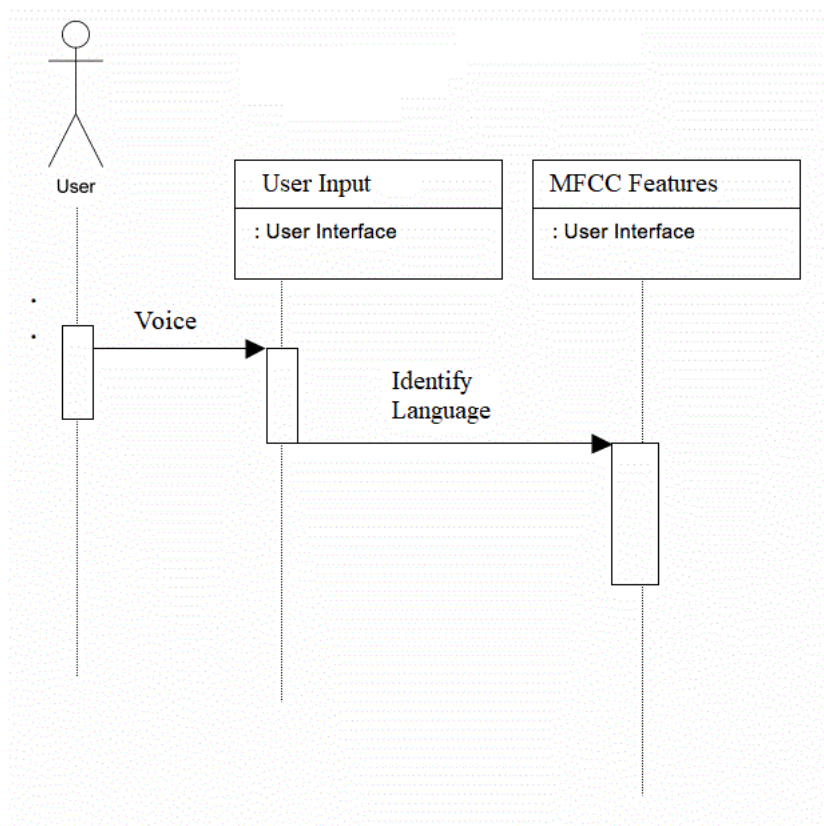 User
User Input
: User Interface
MFCC Features
: User Interface
Voice
Identify
Language